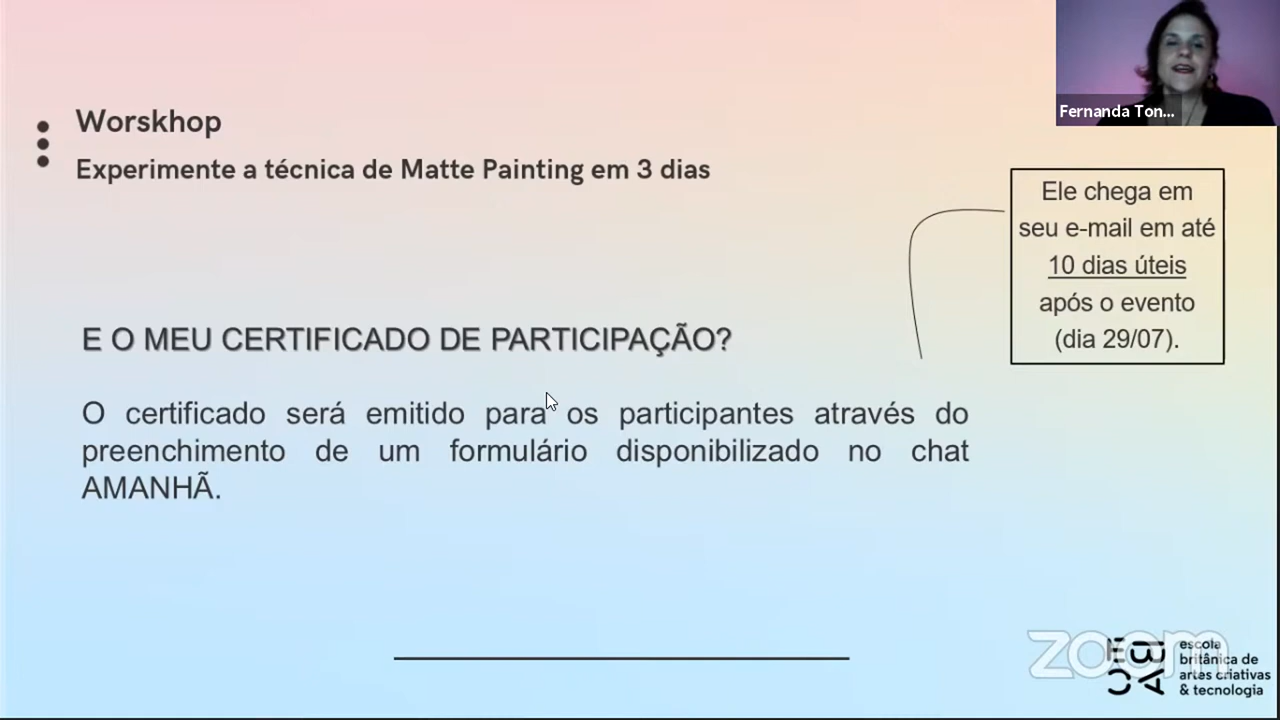 Worskhop
Experimente a técnica de Matte Painting em 3 dias
Fernanda Ton...
Ele chega em
seu e-mail em até
10 dias úteis
após o evento
(dia 29/07).
E O MEU CERTIFICADO DE PARTICIPAÇÃO?
O certificado será emitido para os participantes através do
preenchimento de um formulário disponibilizado no chat
AMANHÃ.
zoom
EBAC
escola
britânica de
artes criativas
& tecnologia